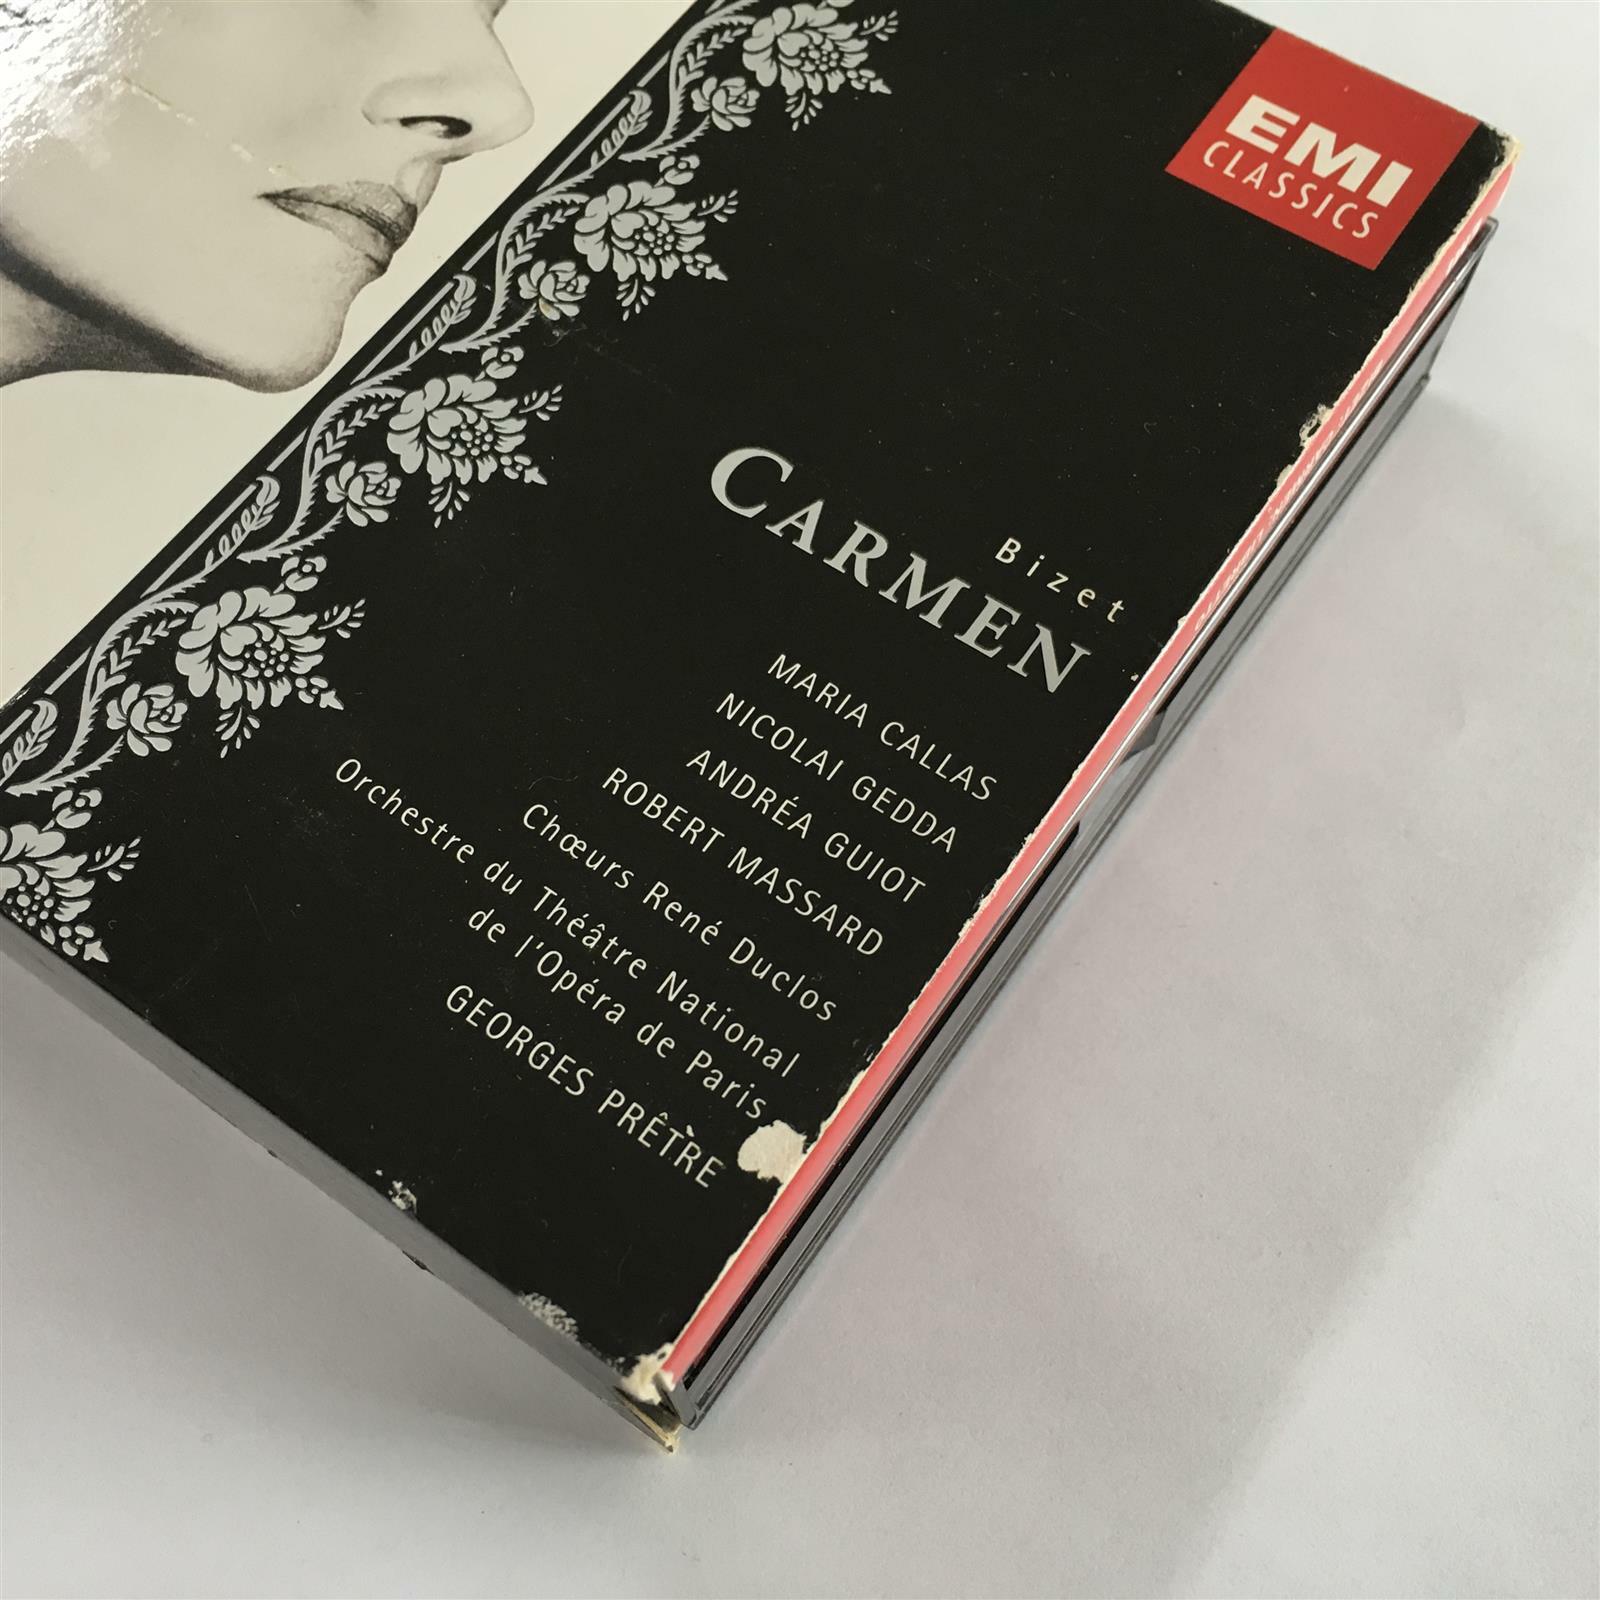 EMI
CLASSICS
Bizet
CARMEN
MARIA CALLAS
NICOLAI GEDDA
ANDRÉA GUIOT
ROBERT MASSARD
Chœurs René Duclos
Orchestre du Théâtre National
de l'Opéra de Paris
GEORGES PRÊTRE